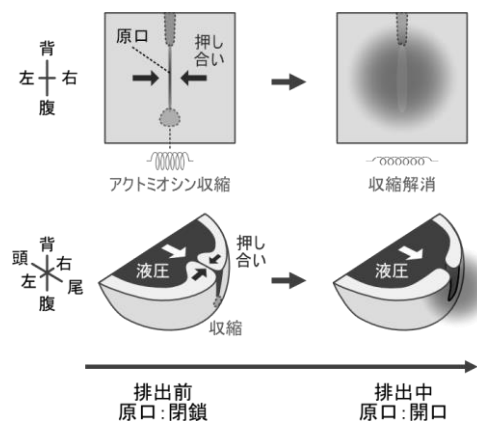 背
左 右
腹
原口
押し
合い
アクトミオシン収縮
収縮解消
背
頭 右
左 尾
腹
液圧
押し
合い
収縮
液圧
排出前
原口：閉鎖
排出中
原口：開口